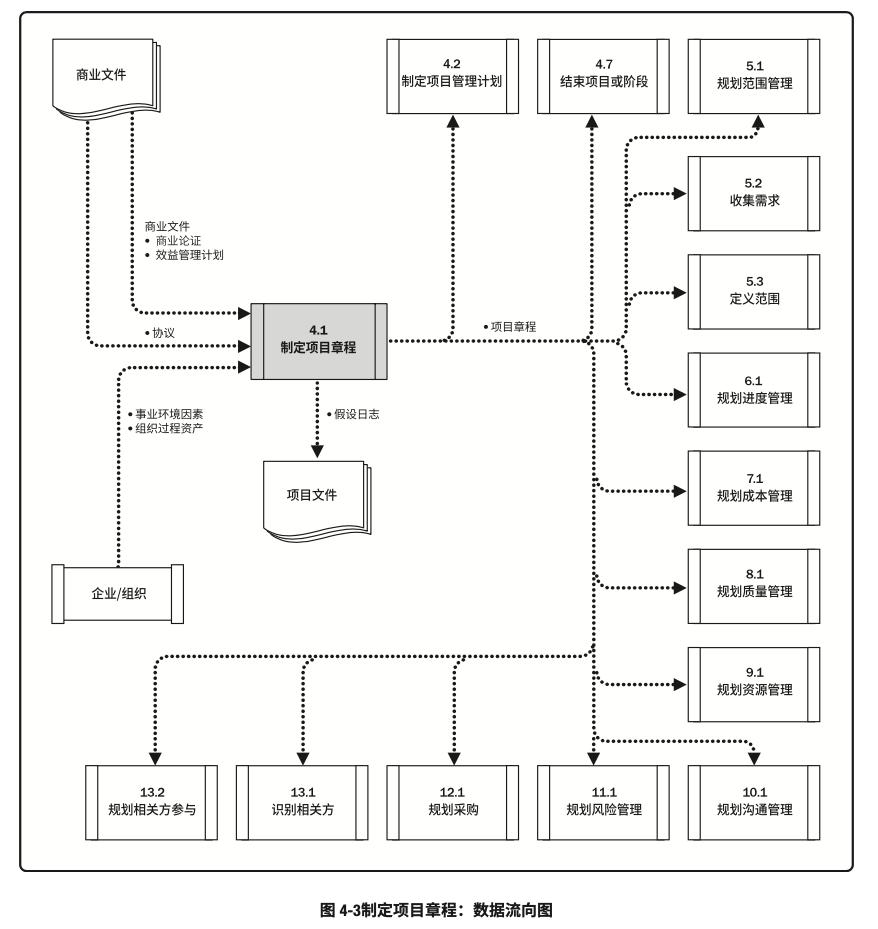 商业文件
4.2
制定项目管理计划
4.7
结束项目或阶段
5.1
规划范围管理
5.2
收集需求
商业文件
● 商业论证
● 效益管理计划
5.3
定义范围
● 协议
4.1
制定项目章程
● 项目章程
6.1
规划进度管理
● 事业环境因素
● 组织过程资产
● 假设日志
项目文件
7.1
规划成本管理
企业/组织
8.1
规划质量管理
9.1
规划资源管理
13.2
规划相关方参与
13.1
识别相关方
12.1
规划采购
11.1
规划风险管理
10.1
规划沟通管理
图 4-3制定项目章程：数据流向图